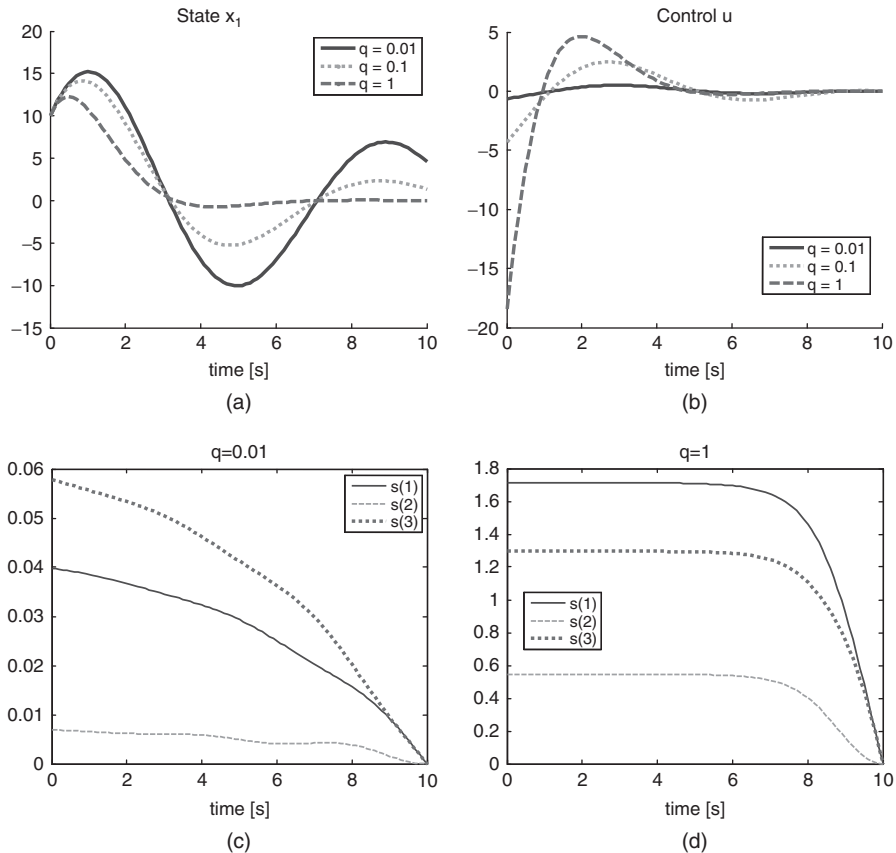 State x₁
20
15
10
5
0
−5
−10
−15
0 2 4 6 8 10
q = 0.01
q = 0.1
q = 1
time [s]
(a)
Control u
5
0
−5
−10
−15
−20
0 2 4 6 8 10
q = 0.01
q = 0.1
q = 1
time [s]
(b)
q=0.01
0.06
0.05
0.04
0.03
0.02
0.01
0
0 2 4 6 8 10
s(1)
s(2)
s(3)
time [s]
(c)
q=1
1.8
1.6
1.4
1.2
1
0.8
0.6
0.4
0.2
0
0 2 4 6 8 10
s(1)
s(2)
s(3)
time [s]
(d)